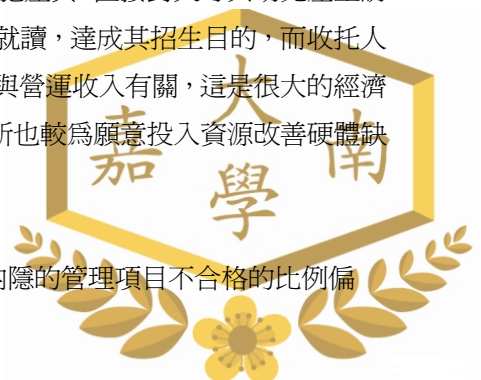 就讀，達成其招生目的，而收托人
與營運收入有關，這是很大的經濟
所也較為願意投入資源改善硬體缺
內隱的管理項目不合格的比例偏
嘉南
大學